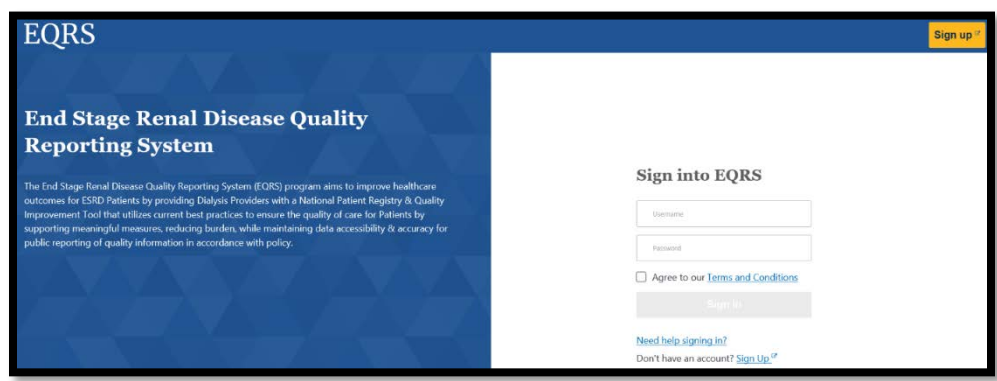 EQRS
Sign up
End Stage Renal Disease Quality
Reporting System
The End Stage Renal Disease Quality Reporting System (EQRS) program aims to improve healthcare
outcomes for ESRD Patients by providing Dialysis Providers with a National Patient Registry & Quality
Improvement Tool that utilizes current best practices to ensure the quality of care for Patients by
supporting meaningful measures, reducing burden, while maintaining data accessibility & accuracy for
public reporting of quality information in accordance with policy.
Sign into EQRS
Username
Password
Agree to our Terms and Conditions
Sign in
Need help signing in?
Don't have an account? Sign Up